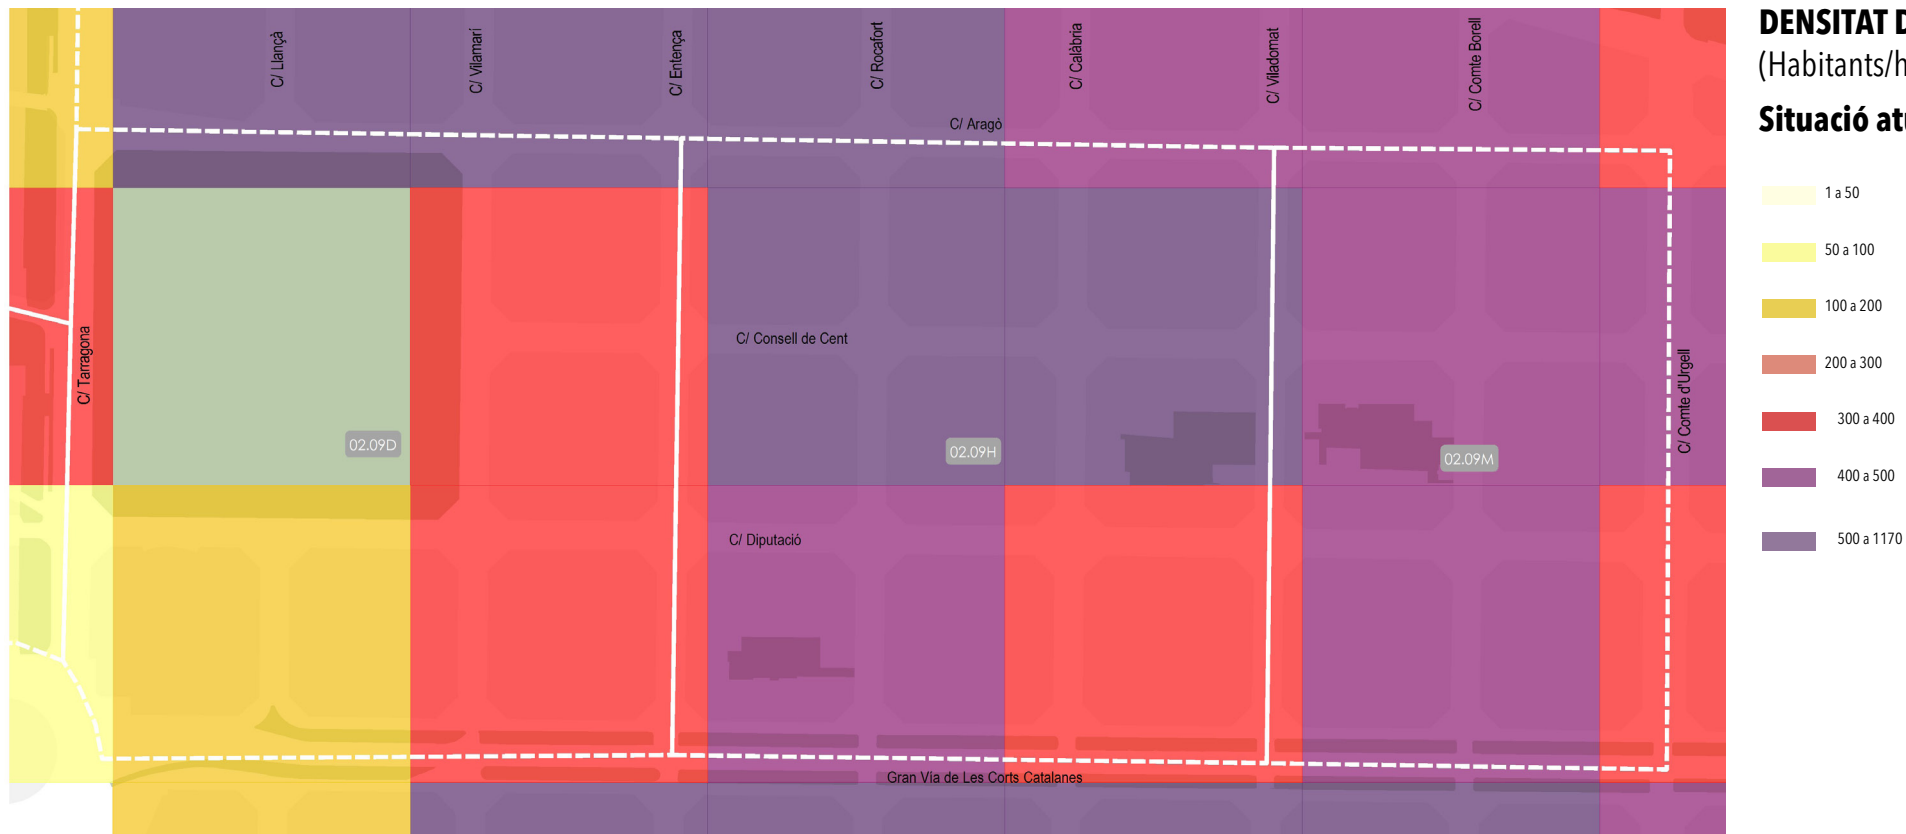 DENSITAT D
(Habitants/h
Situació at
C/ Llançà
C/ Vilamarí
C/ Entença
C/ Rocafort
C/ Calàbria
C/ Viladomat
C/ Comte Borell
C/ Aragò
C/ Tarragona
C/ Consell de Cent
C/ Comte d'Urgell
02.09D
02.09H
02.09M
C/ Diputació
Gran Via de Les Corts Catalanes
1 a 50
50 a 100
100 a 200
200 a 300
300 a 400
400 a 500
500 a 1170